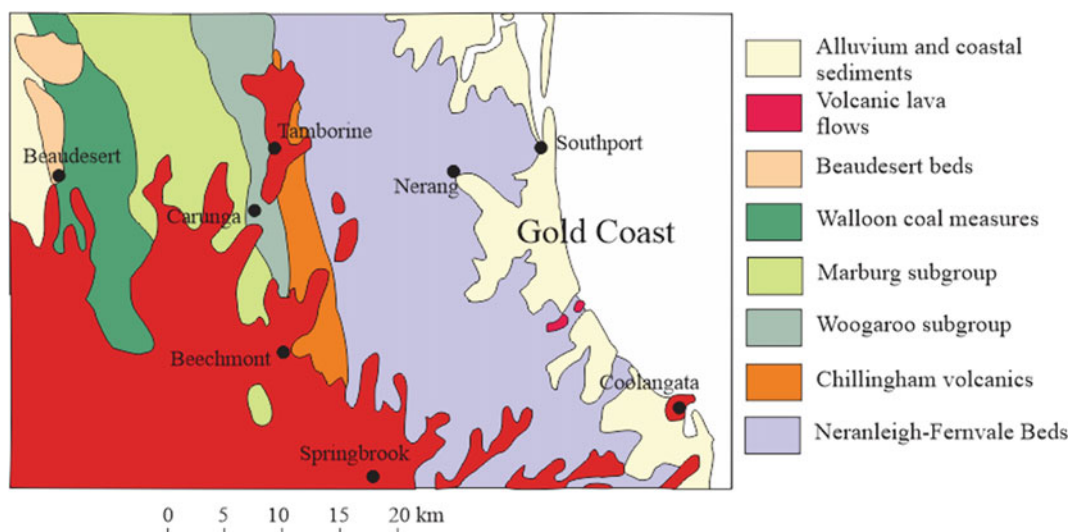 Beaudesert
Tamborine
Southport
Nerang
Carunga
Gold Coast
Beechmont
Coolangata
Springbrook
0 5 10 15 20 km
Alluvium and coastal
sediments
Volcanic lava
flows
Beaudesert beds
Walloon coal measures
Marburg subgroup
Woogaroo subgroup
Chillingham volcanics
Neranleigh-Fernvale Beds